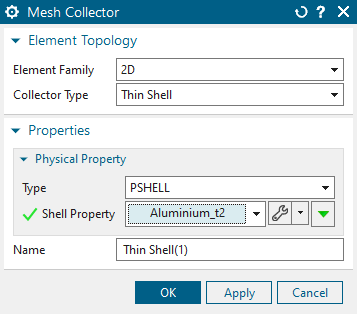 Mesh Collector
Element Topology
Element Family 2D
Collector Type Thin Shell
Properties
Physical Property
Type PSHELL
Shell Property Aluminium_t2
Name Thin Shell(1)
OK Apply Cancel